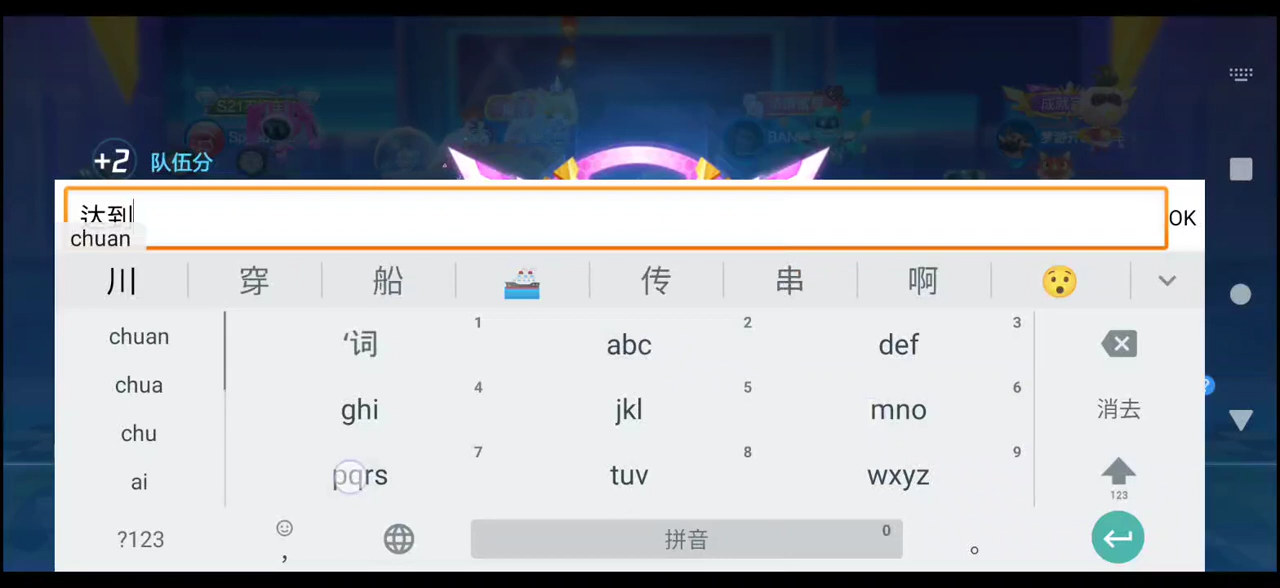 +2 队伍分
达到
OK
chuan
川 穿 船 传 串 啊
chuan
chua
chu
ai
‘词 1 abc 2 def 3
ghi 4 jkl 5 mno 6 消去
pqrs 7 tuv 8 wxyz 9 123
?123 , 拼音 0 。